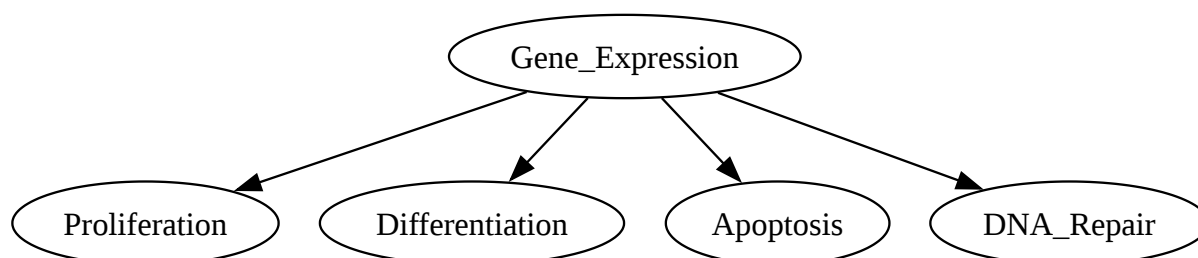 Gene_Expression
Proliferation
Differentiation
Apoptosis
DNA_Repair